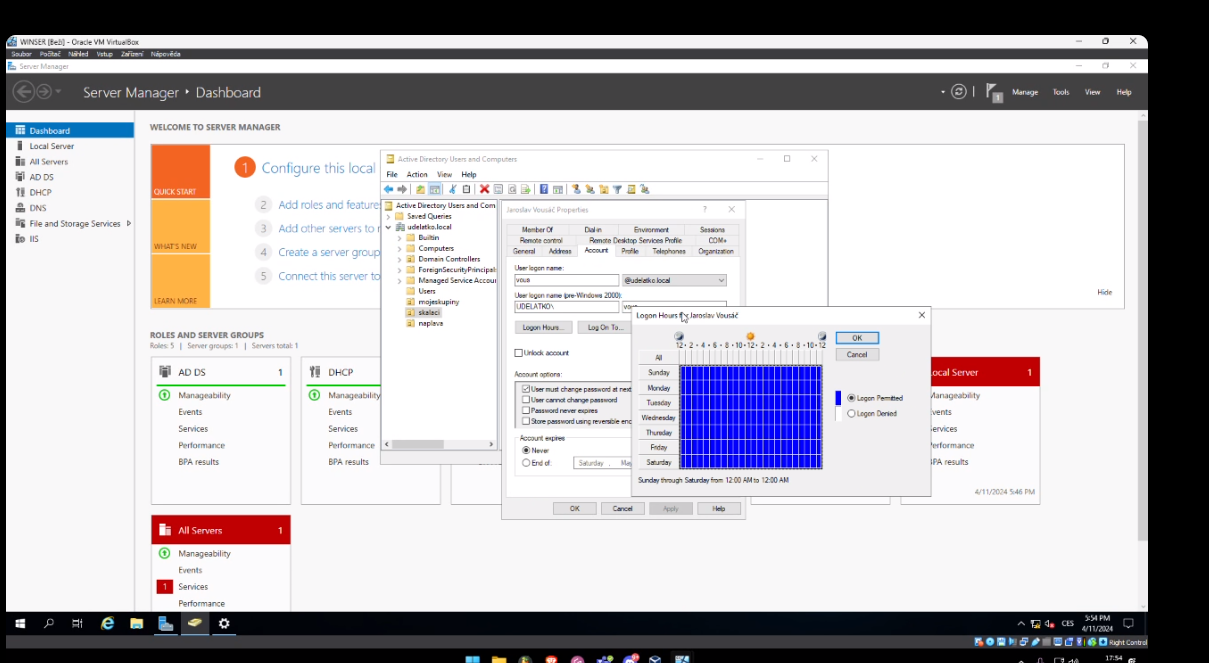 WINSER [Beží] - Oracle VM VirtualBox
Soubor Počítač Náhled Vstup Zařízení Nápověda
Server Manager
Server Manager • Dashboard
Manage Tools View Help
Dashboard
Local Server
All Servers
AD DS
DHCP
DNS
File and Storage Services
IIS
WELCOME TO SERVER MANAGER
QUICK START
WHAT'S NEW
LEARN MORE
1 Configure this local
2 Add roles and feature
3 Add other servers to
4 Create a server group
5 Connect this server to
Hide
ROLES AND SERVER GROUPS
Roles: 5 | Server groups: 1 | Servers total: 1
AD DS 1
Manageability
Events
Services
Performance
BPA results
DHCP
Manageability
Events
Services
Performance
BPA results
ocal Server 1
Manageability
vents
ervices
erformance
BPA results
4/11/2024 5:46 PM
All Servers 1
Manageability
Events
1 Services
Performance
Active Directory Users and Computers
File Action View Help
Active Directory Users and Com
Saved Queries
udelatko.local
Builtin
Computers
Domain Controllers
ForeignSecurityPrincipals
Managed Service Accou
Users
mojeskupiny
skalaci
naplava
Jaroslav Vousáč Properties ?
Member Of Dial-in Environment Sessions
Remote control Remote Desktop Services Profile COM+
General Address Account Profile Telephones Organization
User logon name:
vous @udelatko.local
User logon name (pre-Windows 2000):
UDELATKO\ vous
Logon Hours... Log On To...
Unlock account
Account options:
User must change password at next
User cannot change password
Password never expires
Store password using reversible enc
Account expires
Never
End of: Saturday , May
OK Cancel Apply Help
Logon Hours for Jaroslav Vousáč
12 • 2 • 4 • 6 • 8 • 10 • 12 • 2 • 4 • 6 • 8 • 10 • 12
All
Sunday
Monday
Tuesday
Wednesday
Thursday
Friday
Saturday
OK
Cancel
Logon Permitted
Logon Denied
Sunday through Saturday from 12:00 AM to 12:00 AM
CES
3:54 PM
4/11/2024
Right Control
17:54